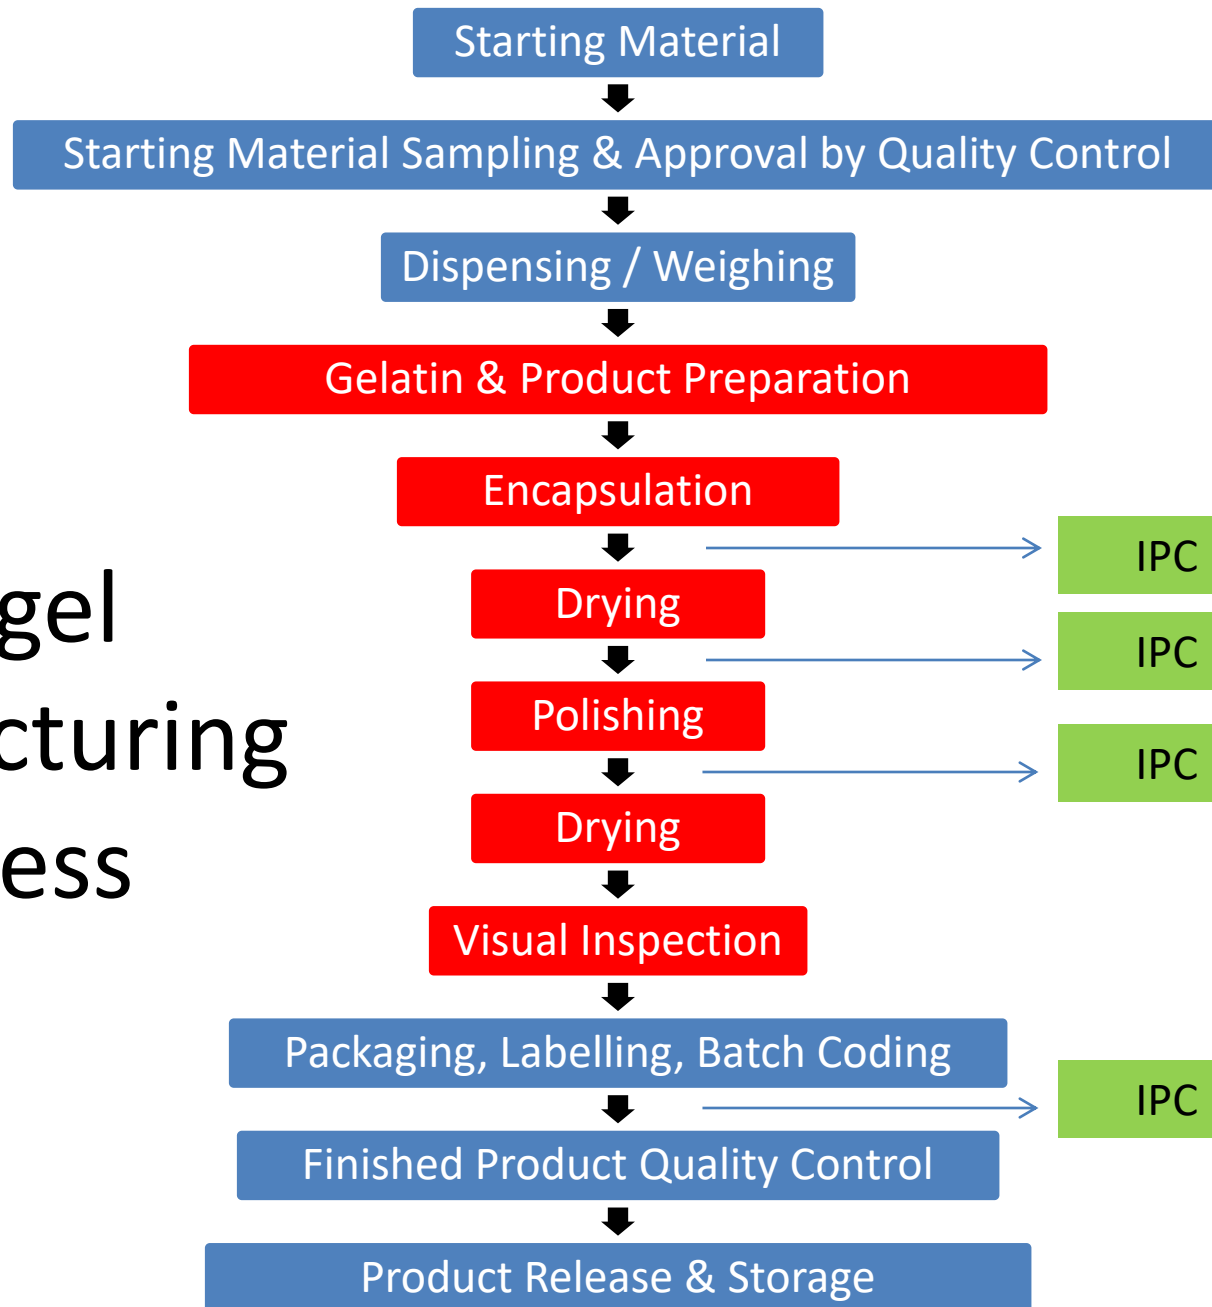 Starting Material
Starting Material Sampling & Approval by Quality Control
Dispensing / Weighing
Gelatin & Product Preparation
Encapsulation
IPC
gel
cturing
ess
Drying
IPC
Polishing
IPC
Drying
Visual Inspection
Packaging, Labelling, Batch Coding
IPC
Finished Product Quality Control
Product Release & Storage